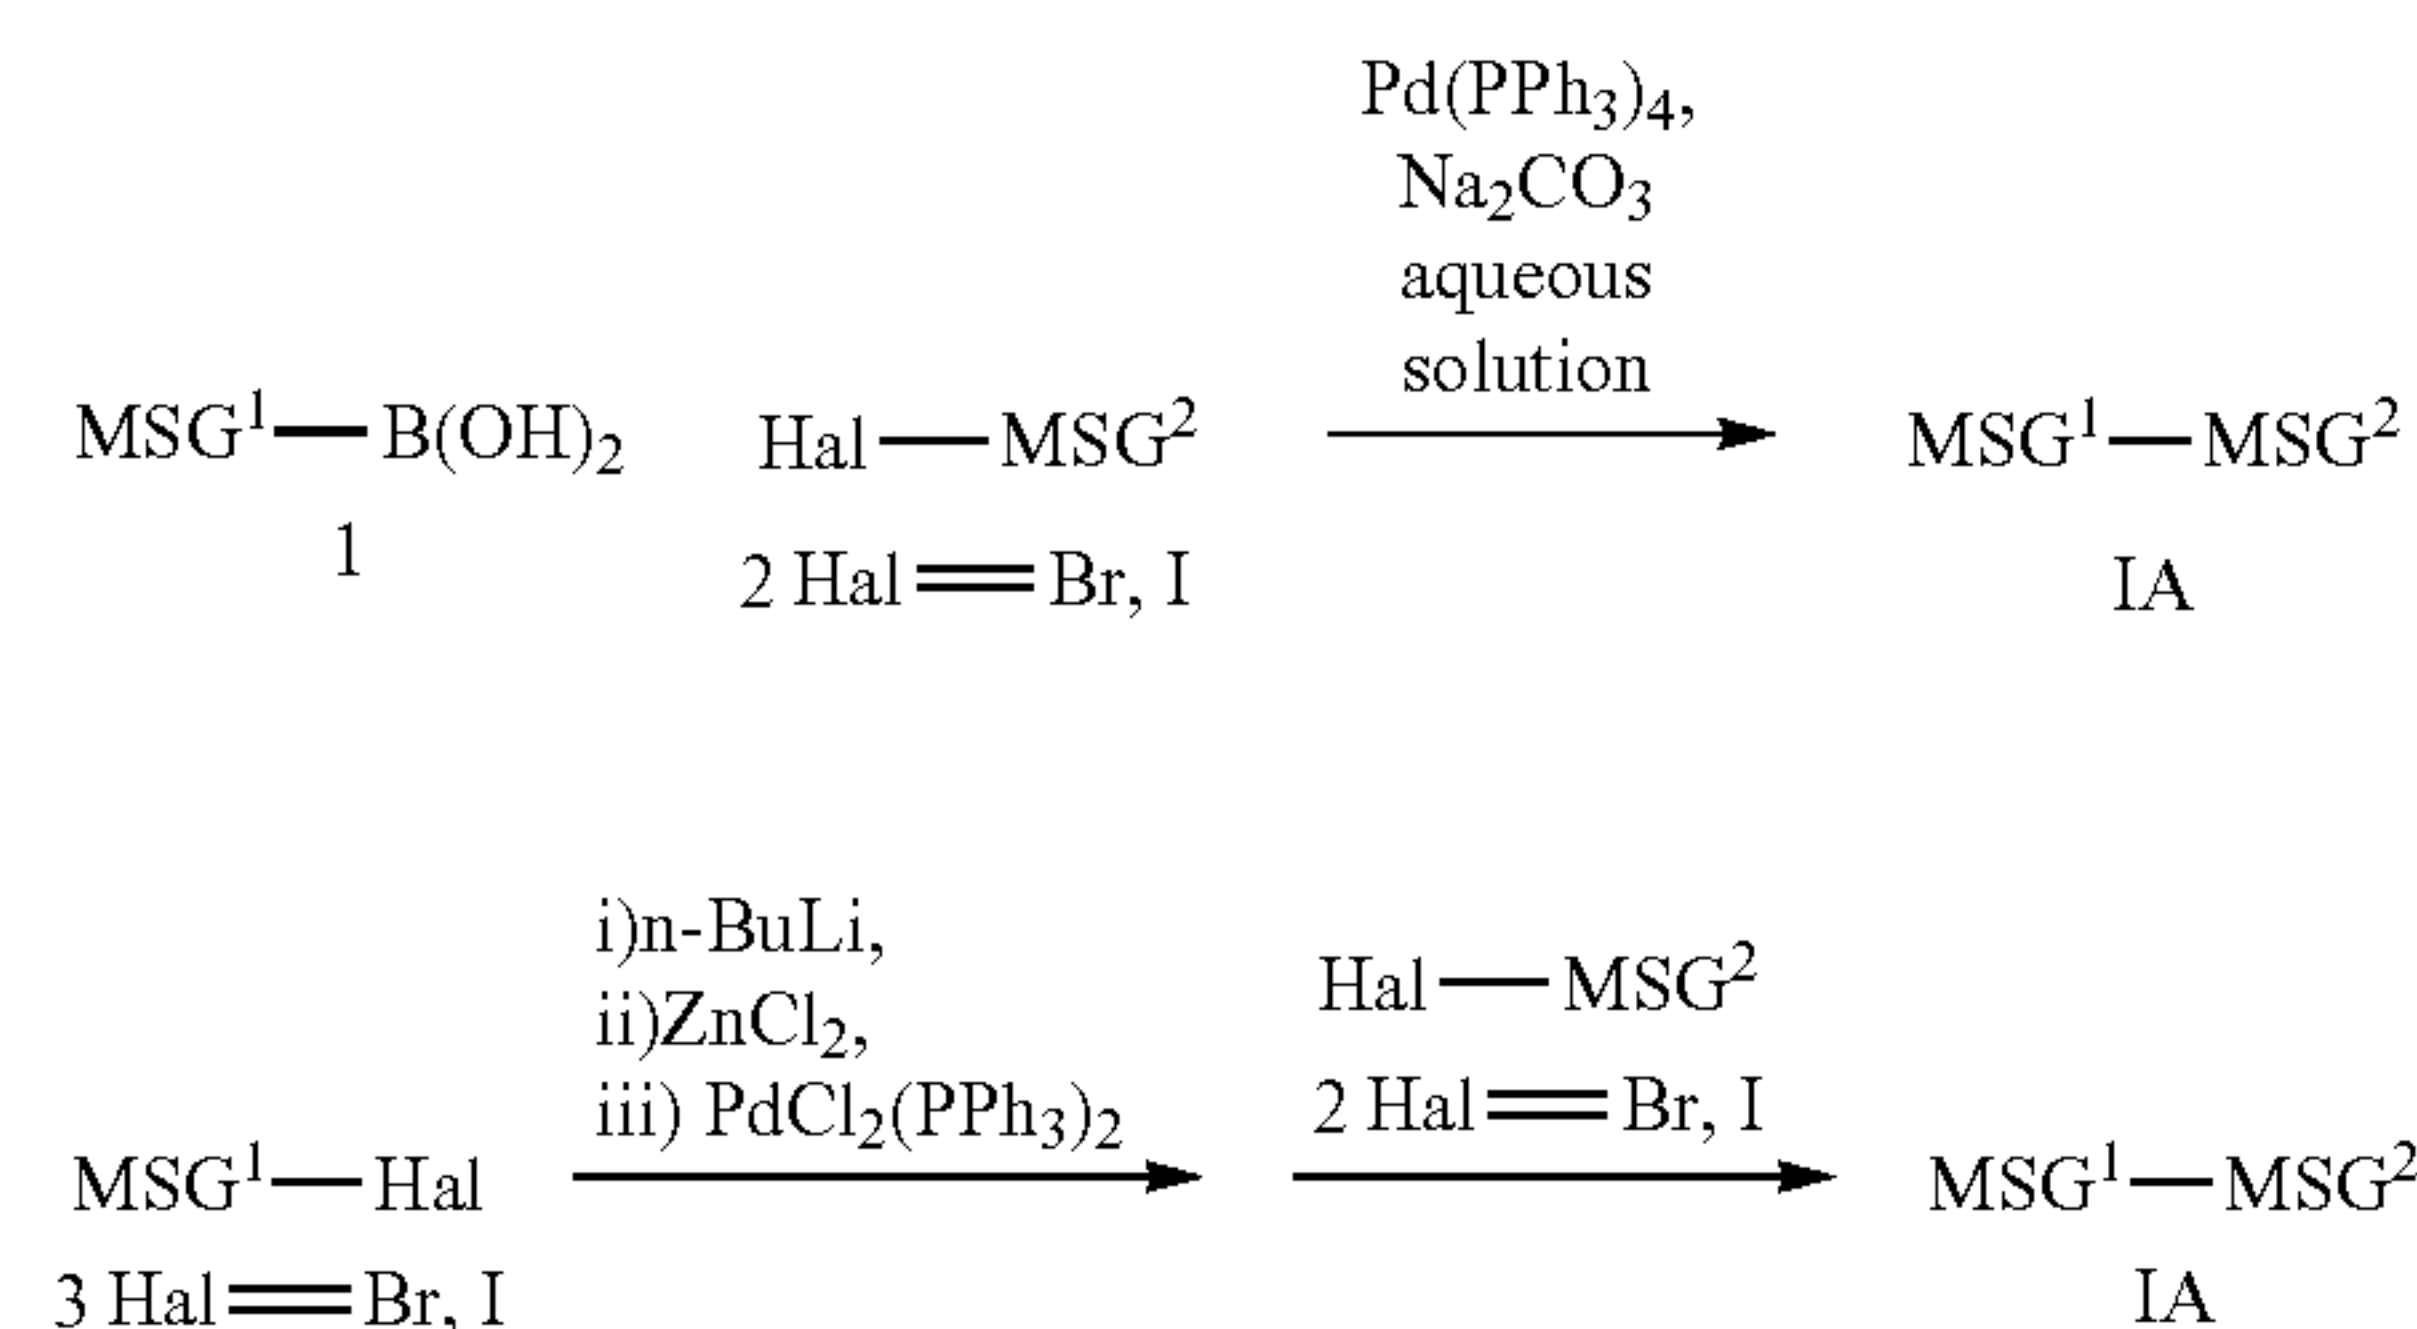 Pd(PPh₃)₄,
Na₂CO₃
aqueous
solution
MSG¹—B(OH)₂
1
Hal—MSG²
2 Hal═Br, I
MSG¹—MSG²
IA
i)n-BuLi,
ii)ZnCl₂,
iii) PdCl₂(PPh₃)₂
MSG¹—Hal
3 Hal═Br, I
Hal—MSG²
2 Hal═Br, I
MSG¹—MSG²
IA